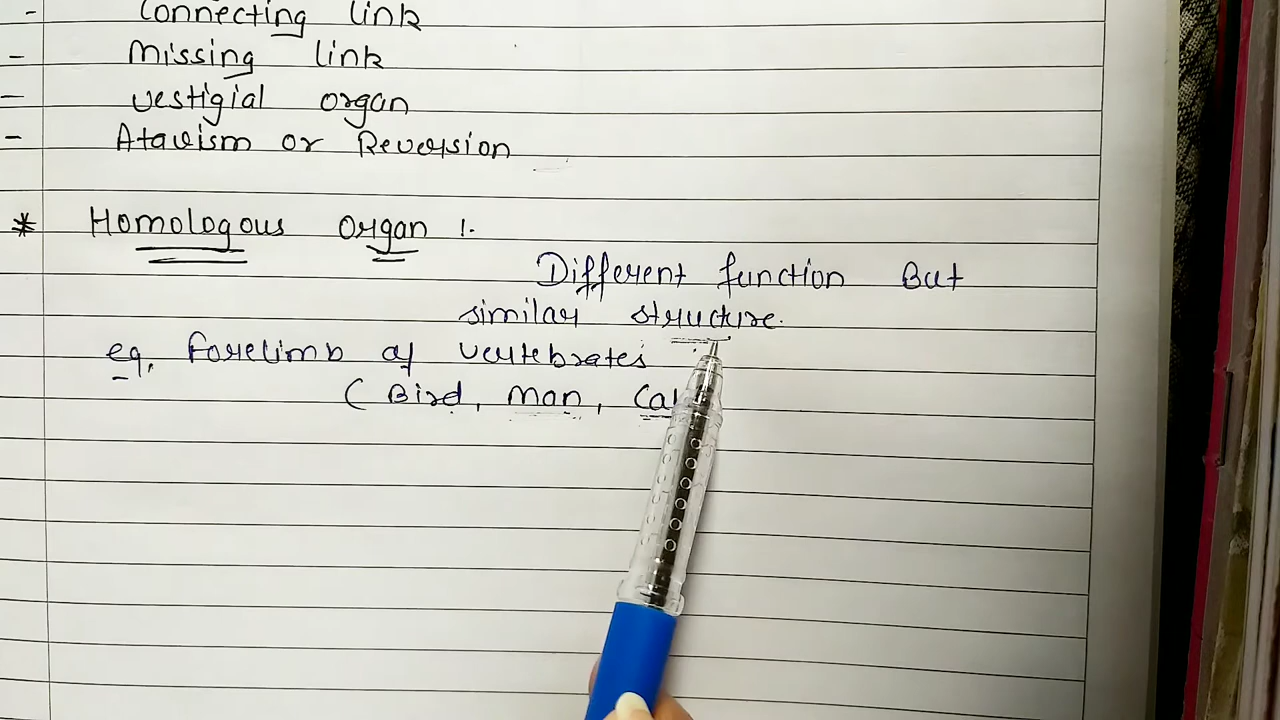 - Connecting link
- Missing link
- vestigial organ
- Atavism or Reversion
* Homologous organ :-
Different function But
similar structure.
eg. forelimb of vertebrates
( Bird, man,